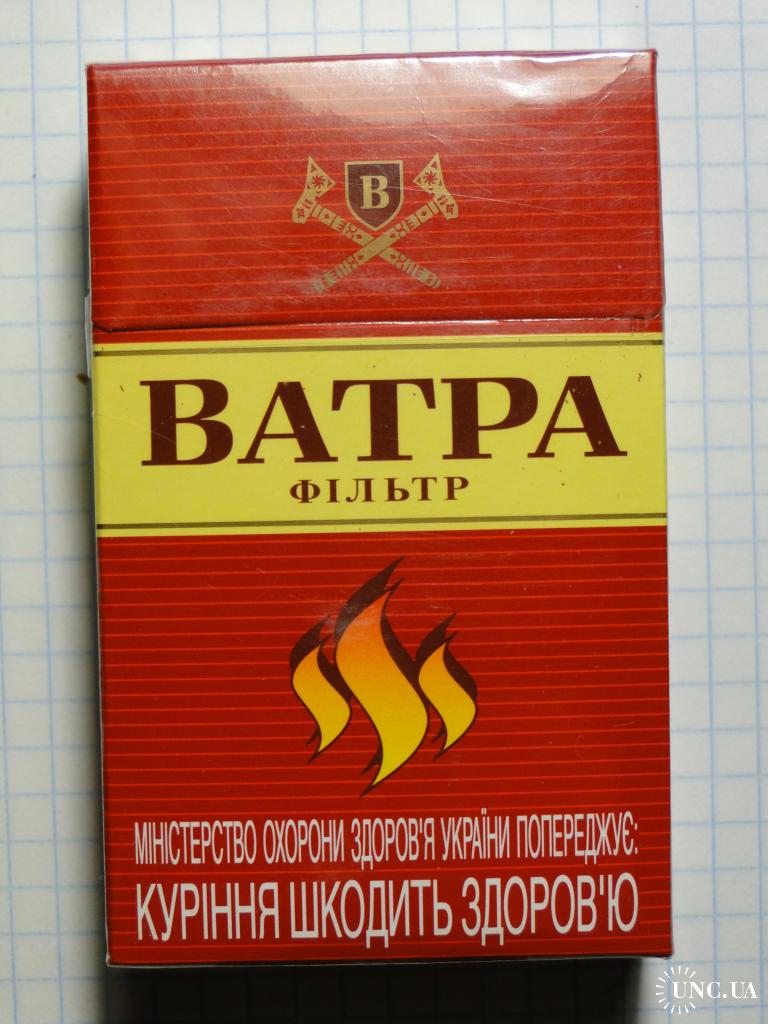 В
ВАТРА
ФІЛЬТР
МІНІСТЕРСТВО ОХОРОНИ ЗДОРОВ'Я УКРАЇНИ ПОПЕРЕДЖУЄ:
КУРІННЯ ШКОДИТЬ ЗДОРОВ'Ю
UNC.UA